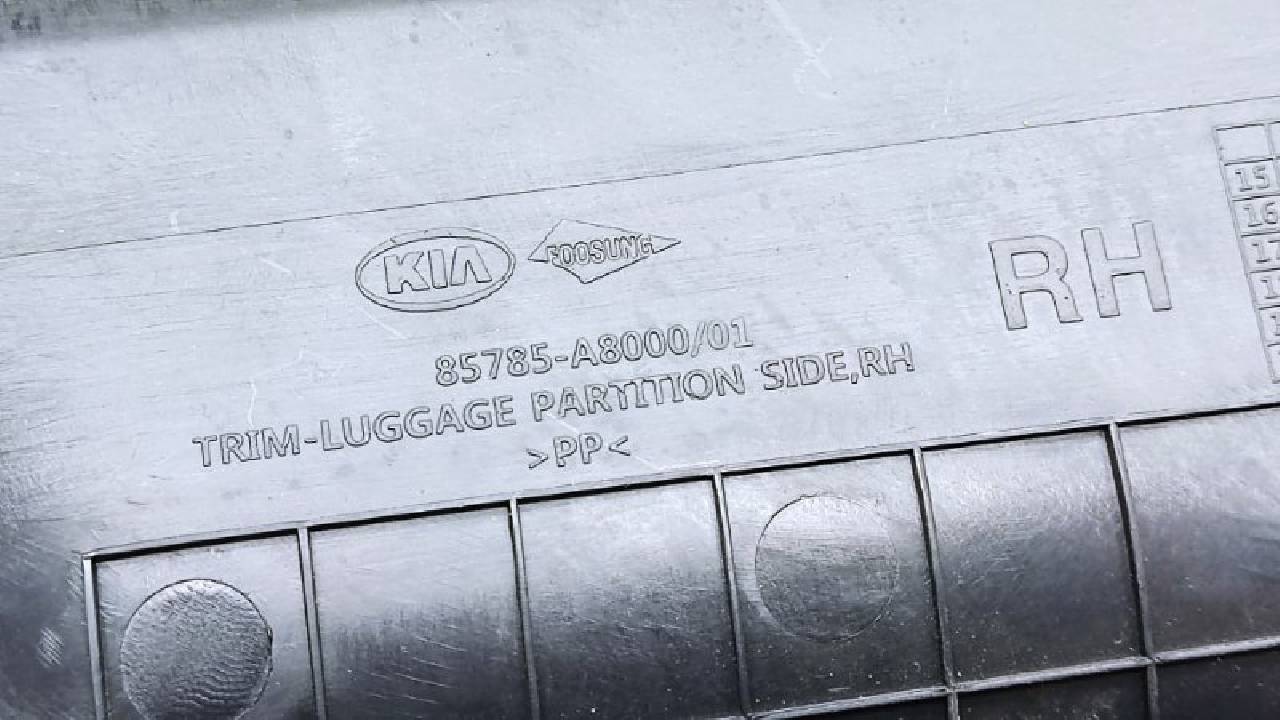 KIA FOOSUNG
RH
85785-A8000/01
TRIM-LUGGAGE PARTITION SIDE,RH
>PP<
15
16